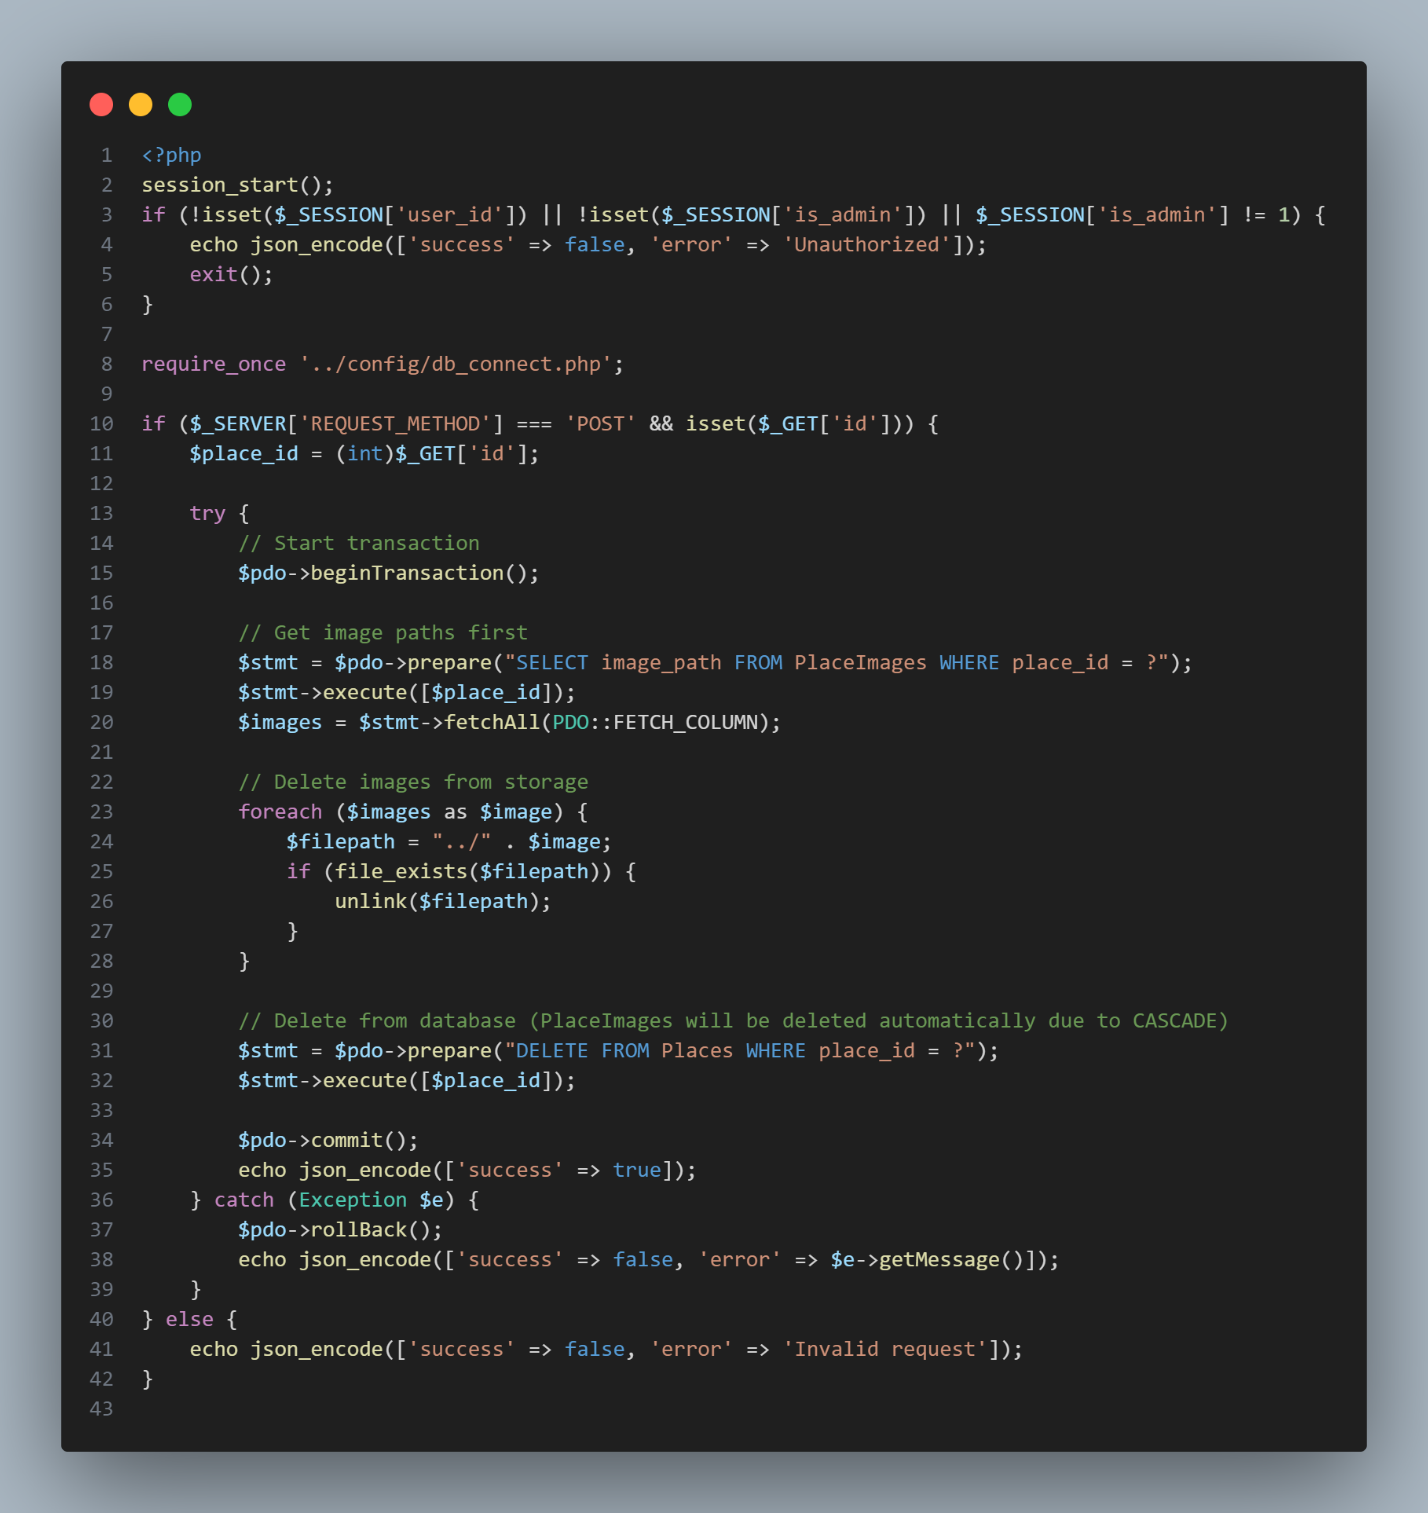 1 <?php
2 session_start();
3 if (!isset($_SESSION['user_id']) || !isset($_SESSION['is_admin']) || $_SESSION['is_admin'] != 1) {
4     echo json_encode(['success' => false, 'error' => 'Unauthorized']);
5     exit();
6 }
7
8 require_once '../config/db_connect.php';
9
10 if ($_SERVER['REQUEST_METHOD'] === 'POST' && isset($_GET['id'])) {
11     $place_id = (int)$_GET['id'];
12
13     try {
14         // Start transaction
15         $pdo->beginTransaction();
16
17         // Get image paths first
18         $stmt = $pdo->prepare("SELECT image_path FROM PlaceImages WHERE place_id = ?");
19         $stmt->execute([$place_id]);
20         $images = $stmt->fetchAll(PDO::FETCH_COLUMN);
21
22         // Delete images from storage
23         foreach ($images as $image) {
24             $filepath = "../" . $image;
25             if (file_exists($filepath)) {
26                 unlink($filepath);
27             }
28         }
29
30         // Delete from database (PlaceImages will be deleted automatically due to CASCADE)
31         $stmt = $pdo->prepare("DELETE FROM Places WHERE place_id = ?");
32         $stmt->execute([$place_id]);
33
34         $pdo->commit();
35         echo json_encode(['success' => true]);
36     } catch (Exception $e) {
37         $pdo->rollBack();
38         echo json_encode(['success' => false, 'error' => $e->getMessage()]);
39     }
40 } else {
41     echo json_encode(['success' => false, 'error' => 'Invalid request']);
42 }
43